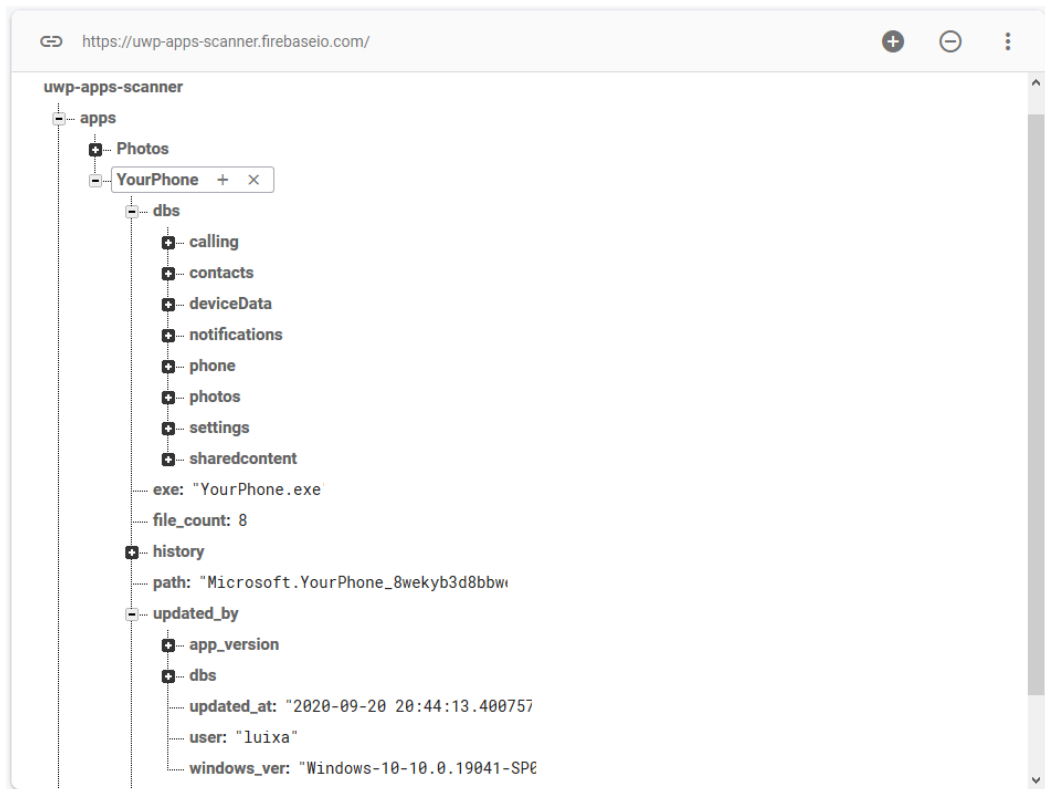 https://uwp-apps-scanner.firebaseio.com/
uwp-apps-scanner
apps
Photos
YourPhone
dbs
calling
contacts
deviceData
notifications
phone
photos
settings
sharedcontent
exe: "YourPhone.exe"
file_count: 8
history
path: "Microsoft.YourPhone_8wekyb3d8bbwe
updated_by
app_version
dbs
updated_at: "2020-09-20 20:44:13.400757
user: "luixa"
windows_ver: "Windows-10-10.0.19041-SP0